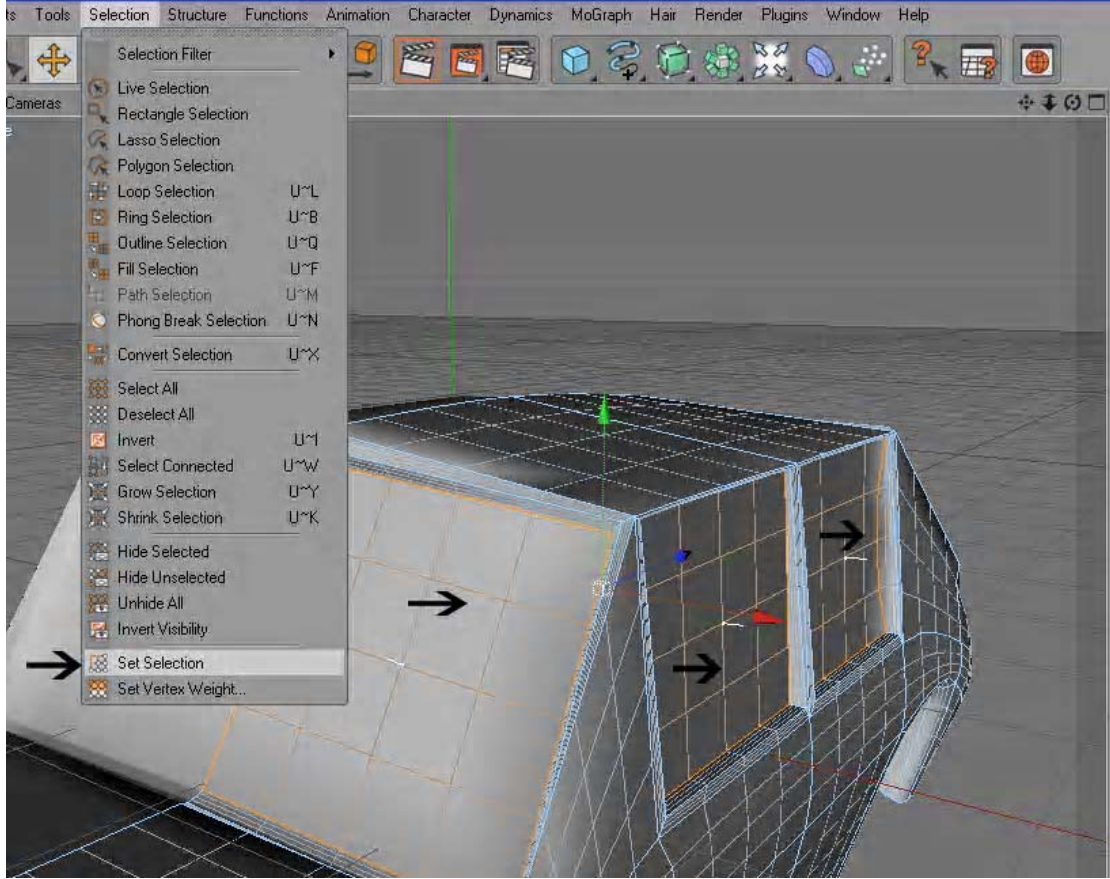 Tools Selection Structure Functions Animation Character Dynamics MoGraph Hair Render Plugins Window Help
Cameras
Selection Filter
Live Selection
Rectangle Selection
Lasso Selection
Polygon Selection
Loop Selection U~L
Ring Selection U~B
Outline Selection U~Q
Fill Selection U~F
Path Selection U~M
Phong Break Selection U~N
Convert Selection U~X
Select All
Deselect All
Invert U~I
Select Connected U~W
Grow Selection U~Y
Shrink Selection U~K
Hide Selected
Hide Unselected
Unhide All
Invert Visibility
Set Selection
Set Vertex Weight...